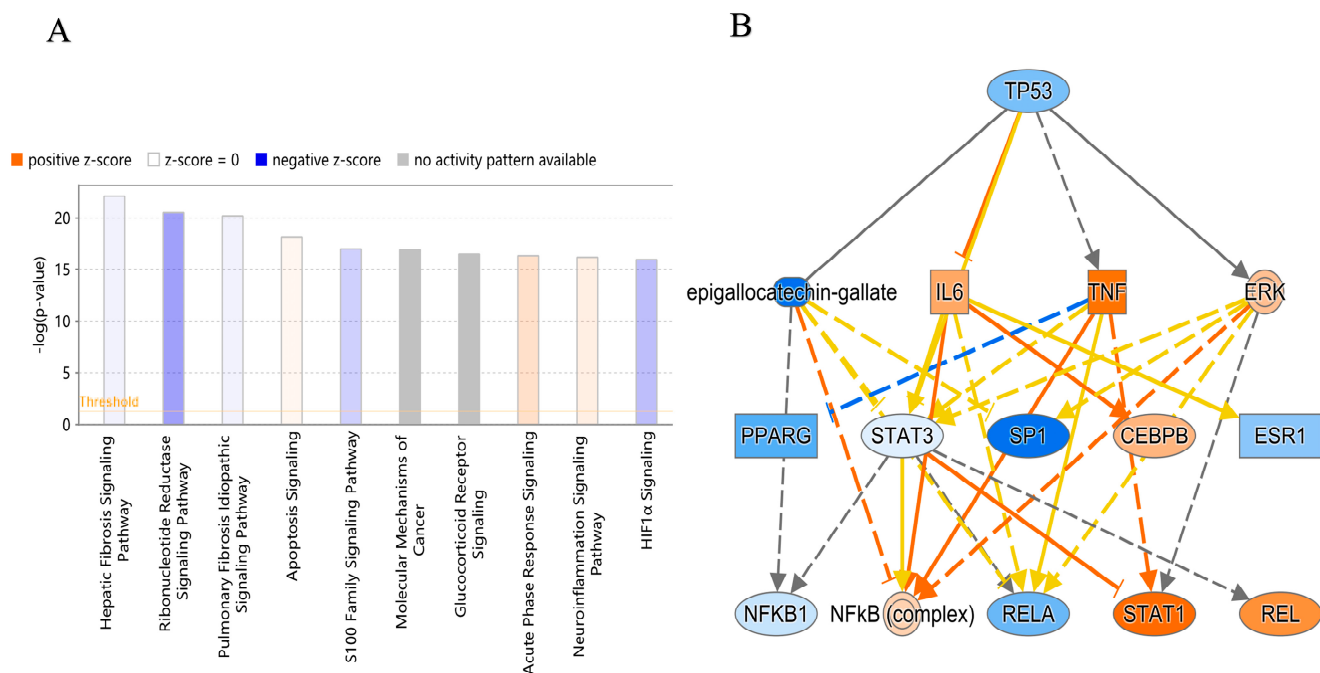 A
positive z-score
z-score = 0
negative z-score
no activity pattern available
-log(p-value)
20
15
10
5
0
Threshold
Hepatic Fibrosis Signaling
Pathway
Ribonucleotide Reductase
Signaling Pathway
Pulmonary Fibrosis Idiopathic
Signaling Pathway
Apoptosis Signaling
S100 Family Signaling Pathway
Molecular Mechanisms of
Cancer
Glucocorticoid Receptor
Signaling
Acute Phase Response Signaling
Neuroinflammation Signaling
Pathway
HIF1α Signaling
B
TP53
epigallocatechin-gallate
IL6
TNF
ERK
PPARG
STAT3
SP1
CEBPB
ESR1
NFKB1
NFkB (complex)
RELA
STAT1
REL